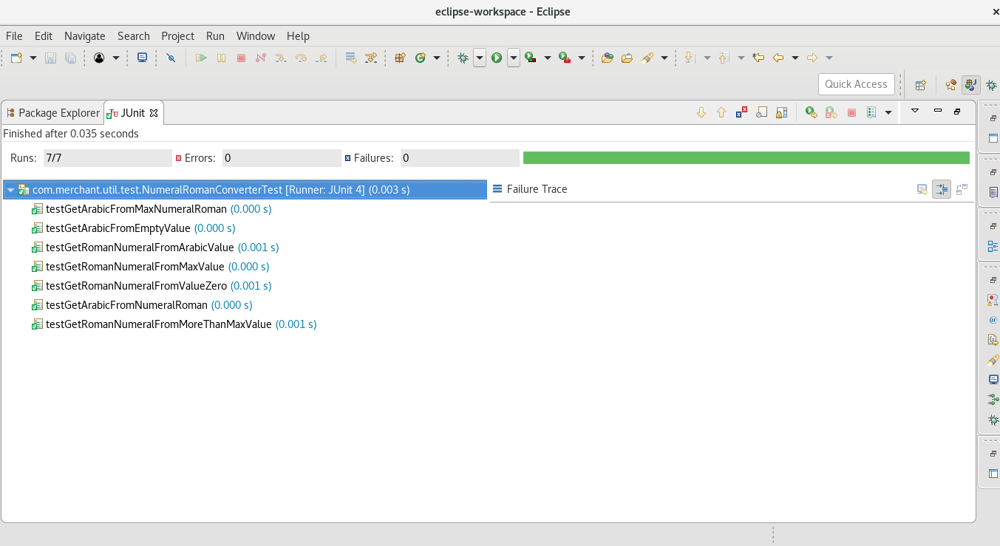 eclipse-workspace - Eclipse
File Edit Navigate Search Project Run Window Help
Quick Access
Package Explorer JUnit
Finished after 0.035 seconds
Runs: 7/7 Errors: 0 Failures: 0
com.merchant.util.test.NumeralRomanConverterTest [Runner: JUnit 4] (0.003 s)
Failure Trace
testGetArabicFromMaxNumeralRoman (0.000 s)
testGetArabicFromEmptyValue (0.000 s)
testGetRomanNumeralFromArabicValue (0.001 s)
testGetRomanNumeralFromMaxValue (0.000 s)
testGetRomanNumeralFromValueZero (0.001 s)
testGetArabicFromNumeralRoman (0.000 s)
testGetRomanNumeralFromMoreThanMaxValue (0.001 s)